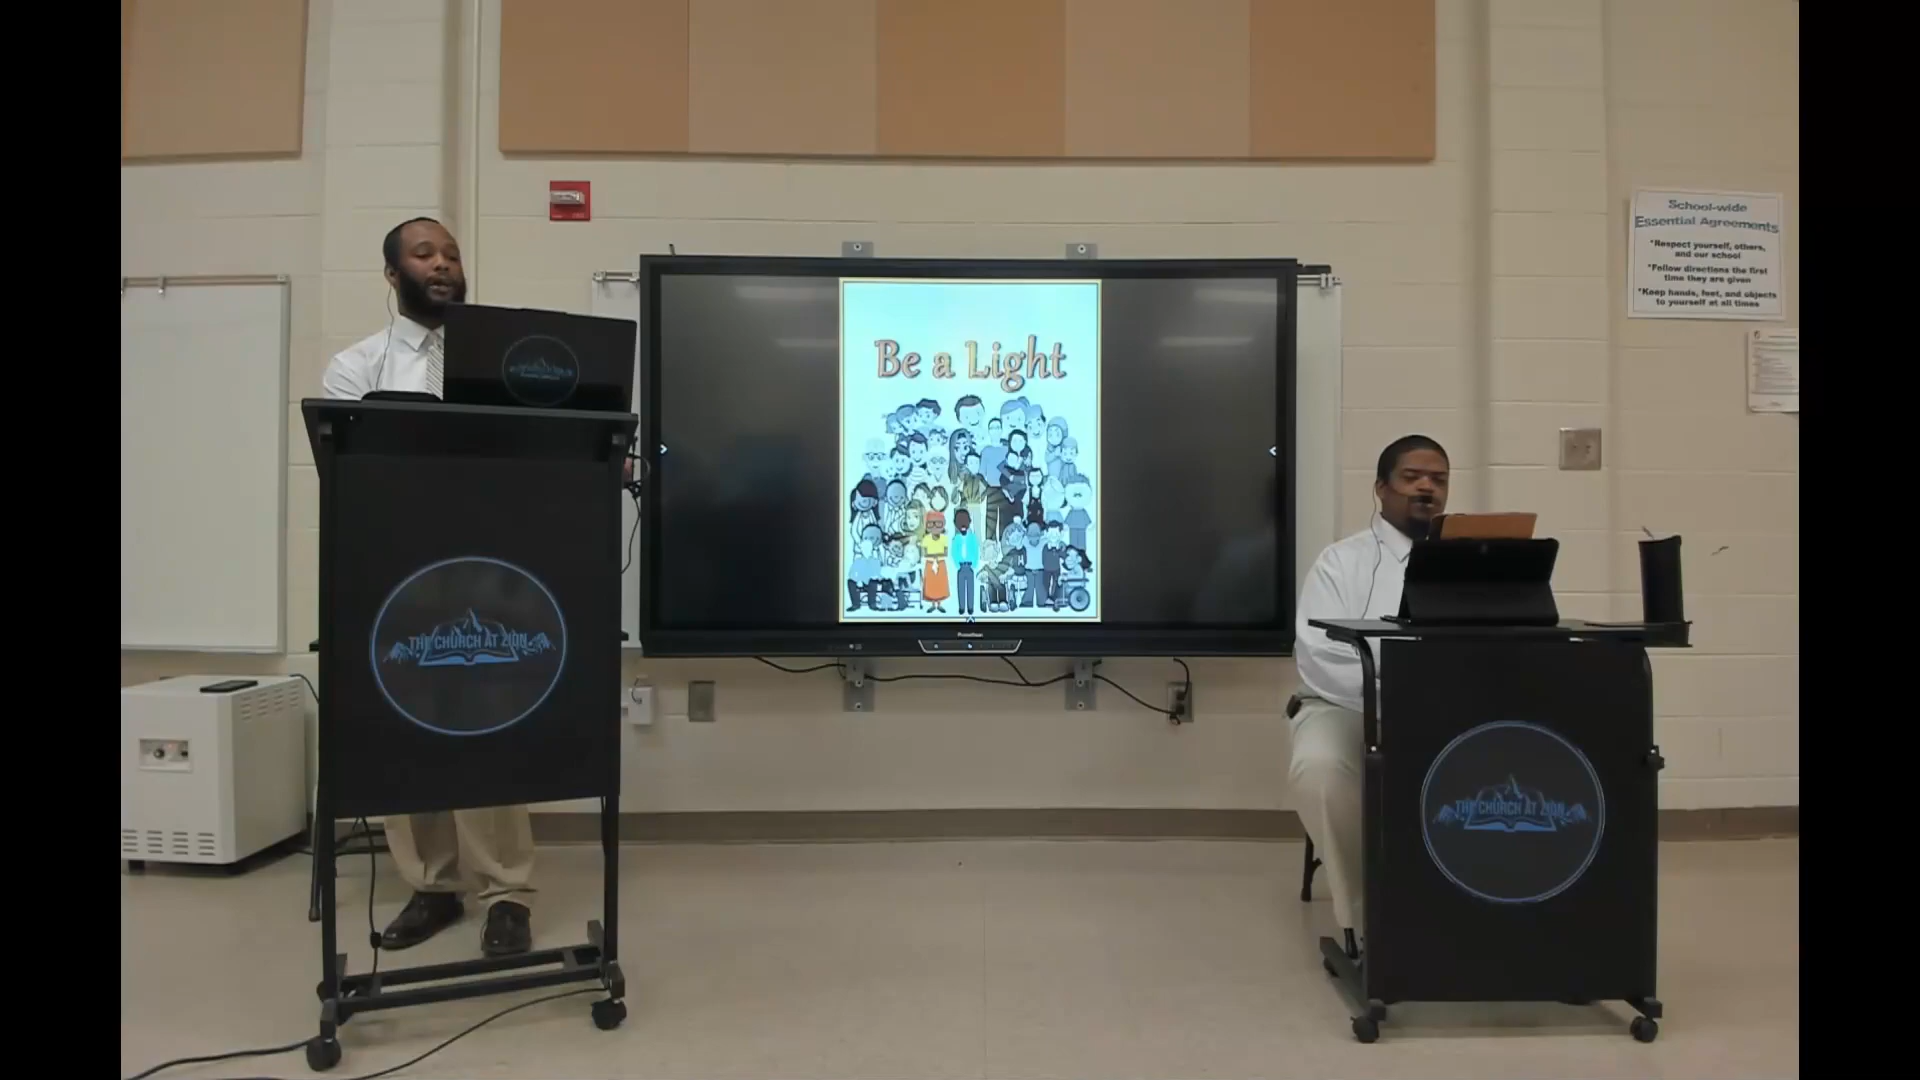 School-wide
Essential Agreements
*Respect yourself, others,
and our school
*Follow directions the first
time they are given
*Keep hands, feet, and objects
to yourself at all times
Be a Light
Promethean
THE CHURCH AT ZION
THE CHURCH AT ZION